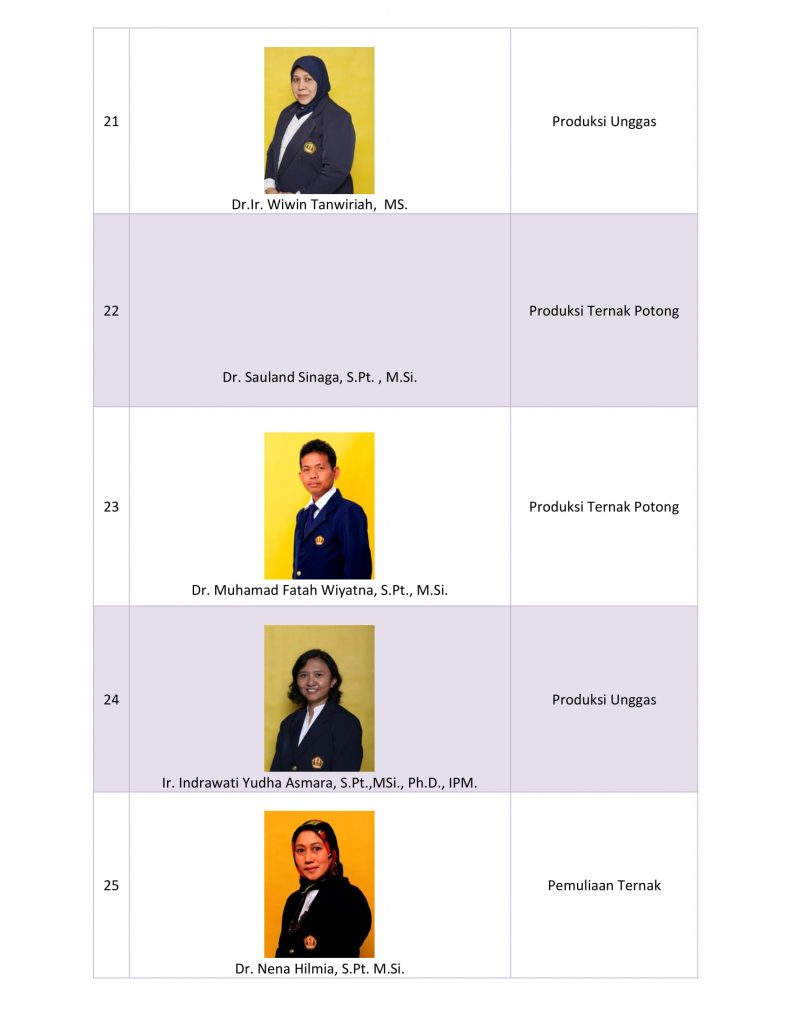 21
Produksi Unggas
Dr.Ir. Wiwin Tanwiriah,  MS.
22
Produksi Ternak Potong
Dr. Sauland Sinaga, S.Pt. , M.Si.
23
Produksi Ternak Potong
Dr. Muhamad Fatah Wiyatna, S.Pt., M.Si.
24
Produksi Unggas
Ir. Indrawati Yudha Asmara, S.Pt.,MSi., Ph.D., IPM.
25
Pemuliaan Ternak
Dr. Nena Hilmia, S.Pt. M.Si.